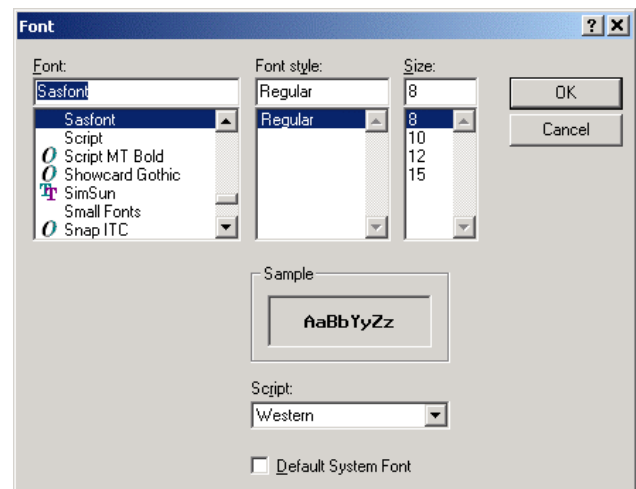 Font
Font: Font style: Size:
Sasfont Regular 8
OK
Sasfont Regular 8
Script 10
Cancel
Script MT Bold 12
Showcard Gothic 15
SimSun
Small Fonts
Snap ITC
Sample
AaBbYyZz
Script:
Western
Default System Font